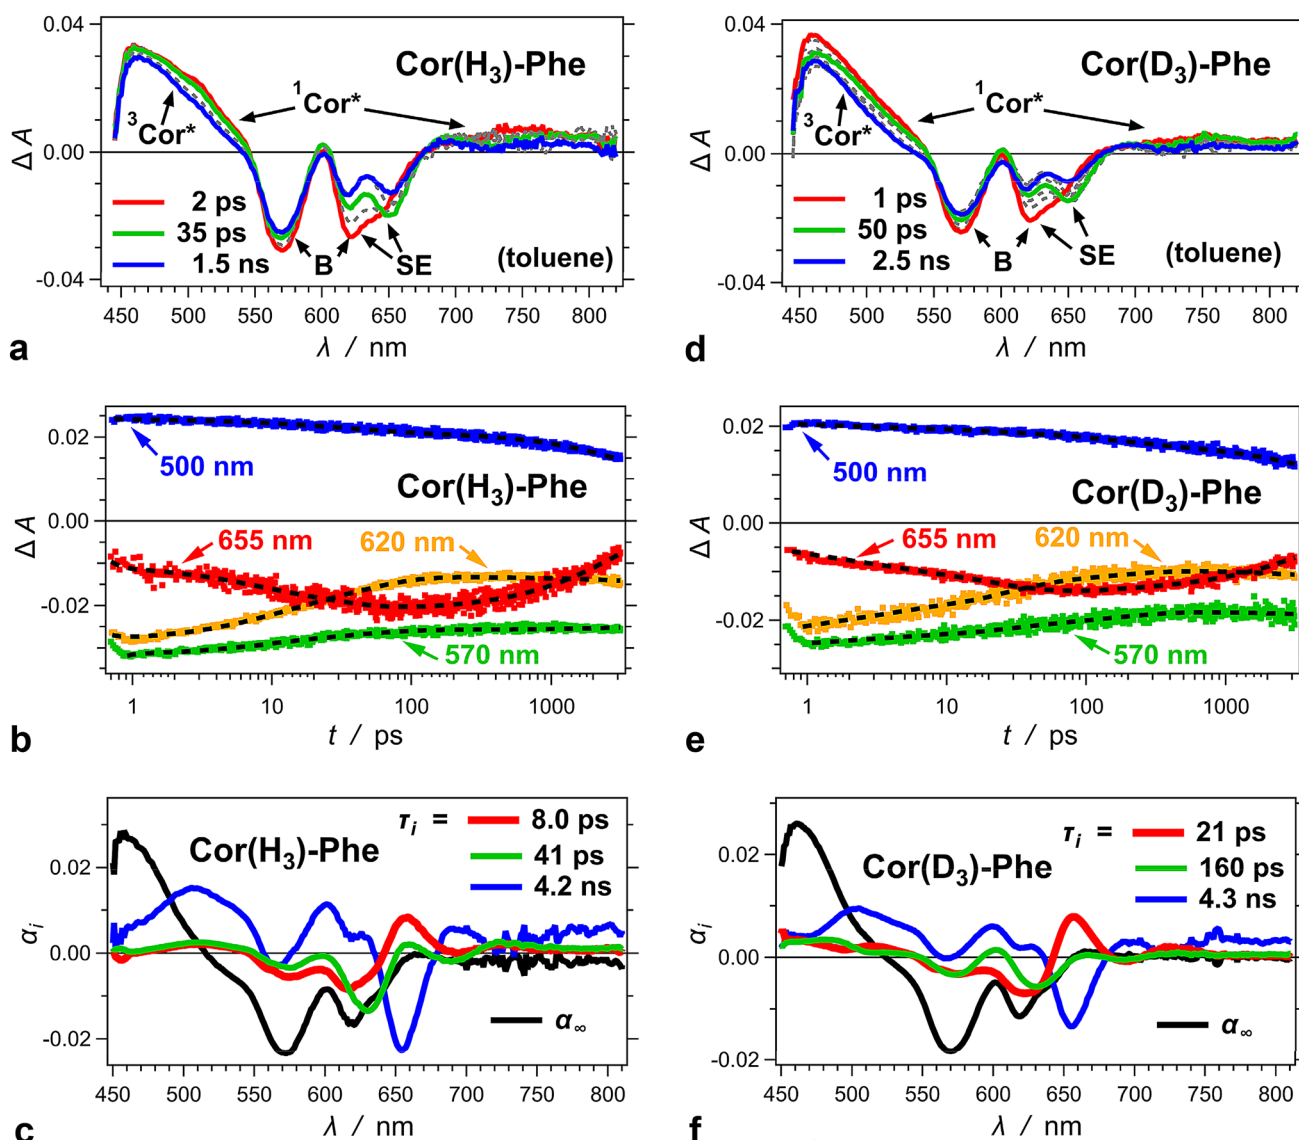 0.04
0.00
-0.04
Δ A
Cor(H3)-Phe
1Cor*
3Cor*
2 ps
35 ps
1.5 ns
B
SE
(toluene)
450 500 550 600 650 700 750 800
λ / nm
a
0.04
0.00
-0.04
Δ A
Cor(D3)-Phe
1Cor*
3Cor*
1 ps
50 ps
2.5 ns
B
SE
(toluene)
450 500 550 600 650 700 750 800
λ / nm
d
0.02
0.00
-0.02
Δ A
500 nm
Cor(H3)-Phe
655 nm
620 nm
570 nm
1 10 100 1000
t / ps
b
0.02
0.00
-0.02
Δ A
500 nm
Cor(D3)-Phe
655 nm
620 nm
570 nm
1 10 100 1000
t / ps
e
0.02
0.00
-0.02
αi
Cor(H3)-Phe
τi = 8.0 ps
41 ps
4.2 ns
α∞
450 500 550 600 650 700 750 800
λ / nm
c
0.02
0.00
-0.02
αi
Cor(D3)-Phe
τi = 21 ps
160 ps
4.3 ns
α∞
450 500 550 600 650 700 750 800
λ / nm
f